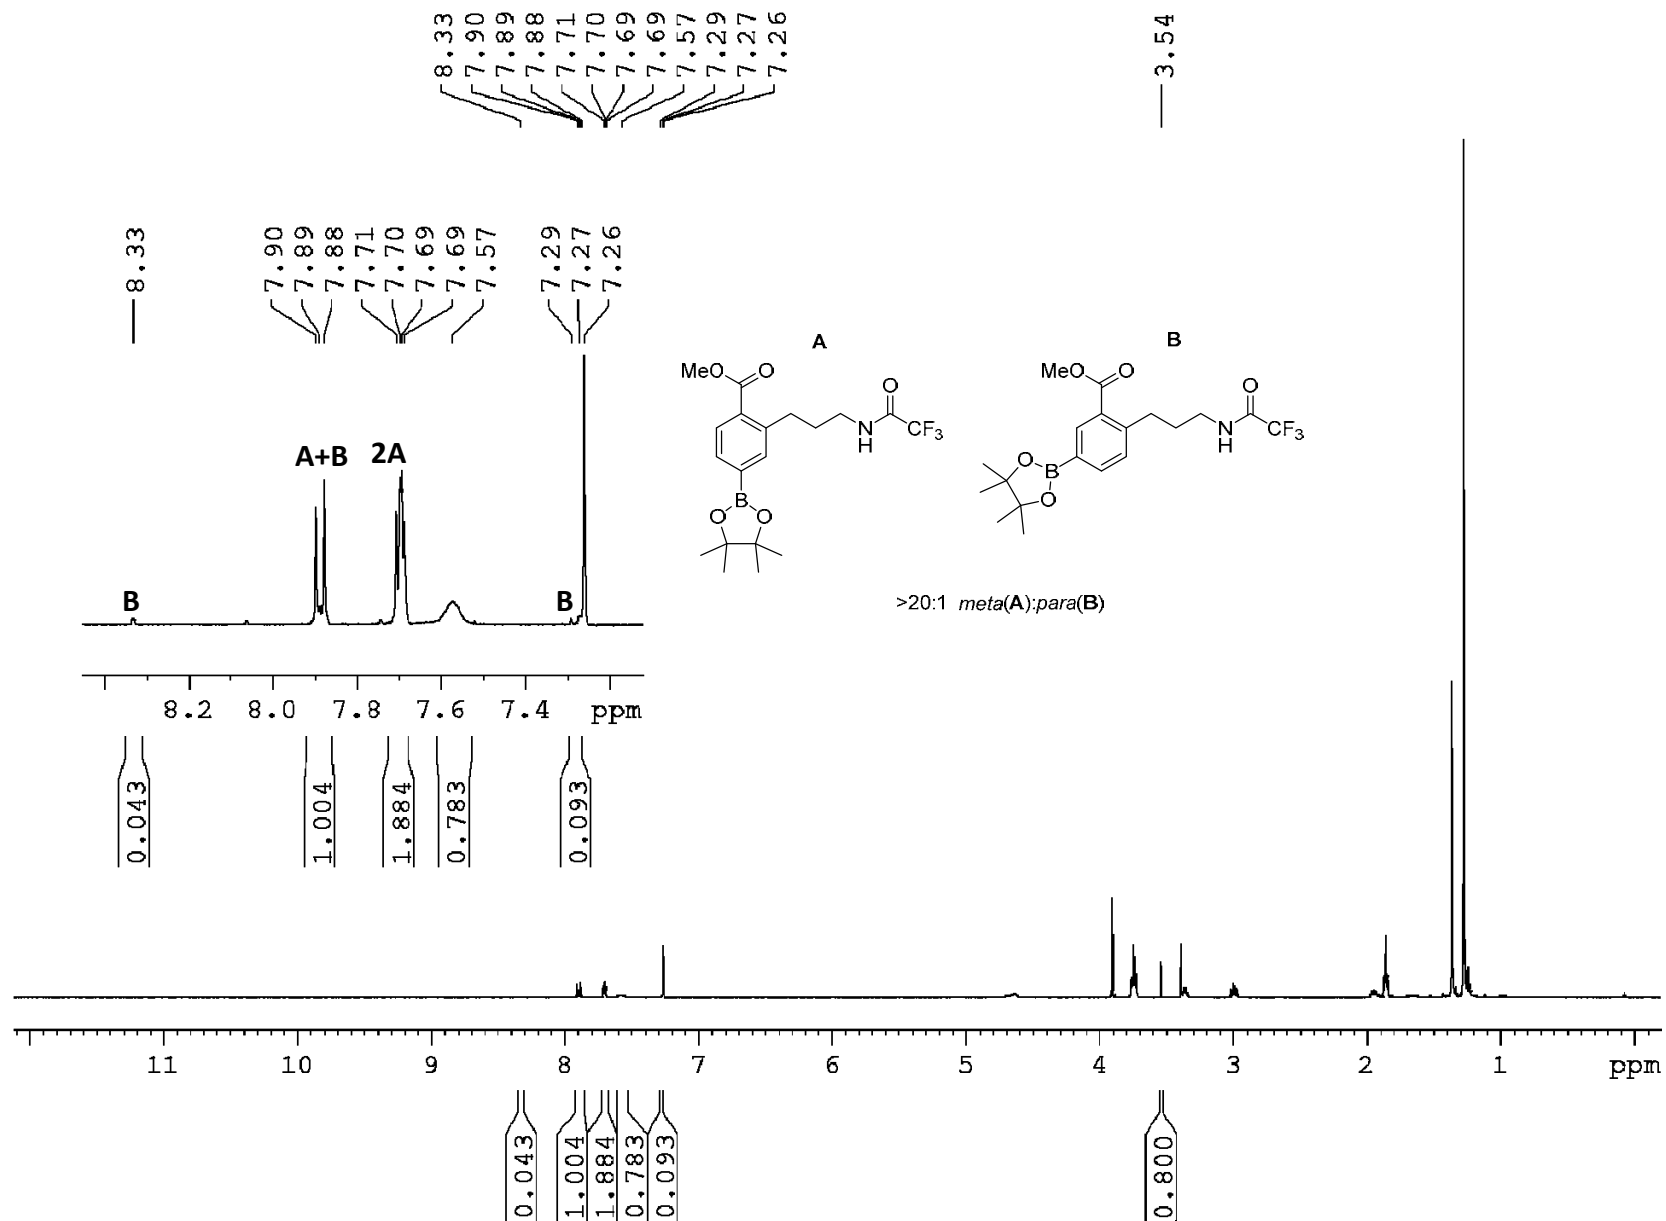 8.33
7.90
7.89
7.88
7.71
7.70
7.69
7.69
7.57
7.29
7.27
7.26
3.54
8.33
7.90
7.89
7.88
7.71
7.70
7.69
7.69
7.57
7.29
7.27
7.26
A
B
MeO O
O
N
H
CF3
B
O O
MeO O
O
N
H
CF3
O
B
O
A+B 2A
B B
>20:1 meta(A):para(B)
8.2 8.0 7.8 7.6 7.4 ppm
0.043
1.004
1.884
0.783
0.093
11 10 9 8 7 6 5 4 3 2 1 ppm
0.043
1.004
1.884
0.783
0.093
0.800